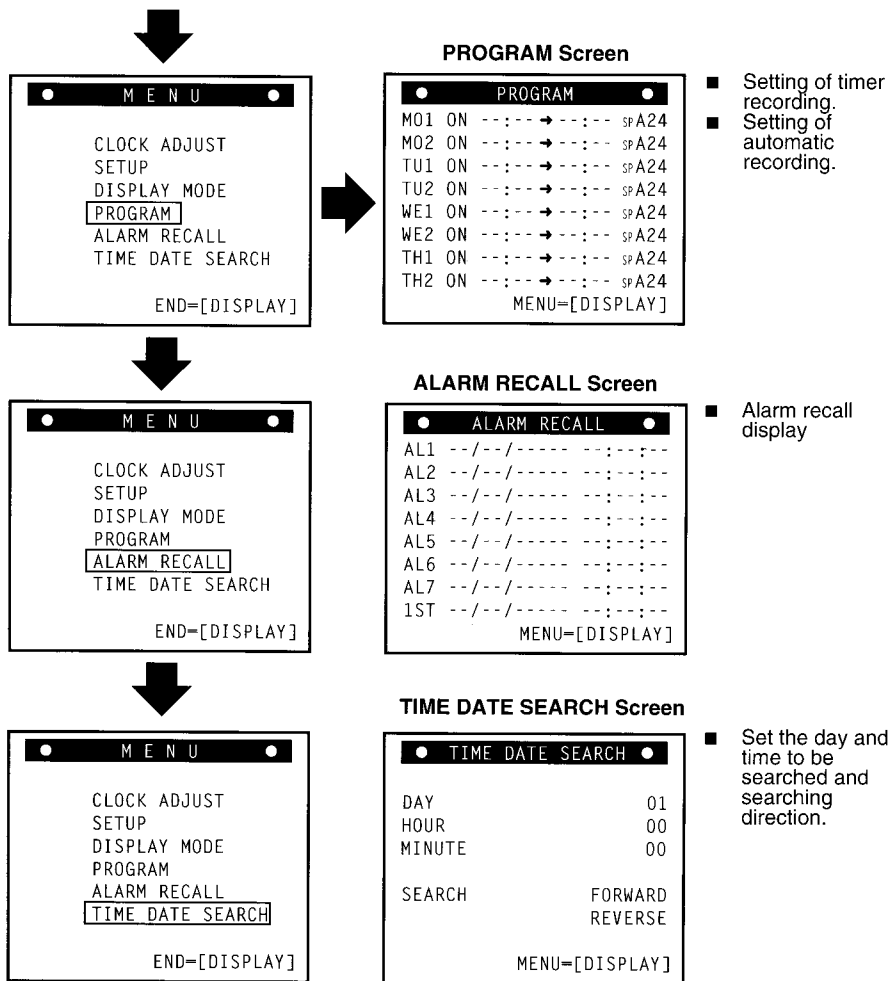 PROGRAM Screen
● M E N U ●
CLOCK ADJUST
SETUP
DISPLAY MODE
PROGRAM
ALARM RECALL
TIME DATE SEARCH
END=[DISPLAY]
● PROGRAM ●
MO1 ON --:-- ➔ --:-- SP A24
MO2 ON --:-- ➔ --:-- SP A24
TU1 ON --:-- ➔ --:-- SP A24
TU2 ON --:-- ➔ --:-- SP A24
WE1 ON --:-- ➔ --:-- SP A24
WE2 ON --:-- ➔ --:-- SP A24
TH1 ON --:-- ➔ --:-- SP A24
TH2 ON --:-- ➔ --:-- SP A24
MENU=[DISPLAY]
■ Setting of timer
recording.
■ Setting of
automatic
recording.
ALARM RECALL Screen
● M E N U ●
CLOCK ADJUST
SETUP
DISPLAY MODE
PROGRAM
ALARM RECALL
TIME DATE SEARCH
END=[DISPLAY]
● ALARM RECALL ●
AL1 --/--/----- --:--:--
AL2 --/--/----- --:--:--
AL3 --/--/----- --:--:--
AL4 --/--/----- --:--:--
AL5 --/--/----- --:--:--
AL6 --/--/----- --:--:--
AL7 --/--/----- --:--:--
1ST --/--/----- --:--:--
MENU=[DISPLAY]
■ Alarm recall
display
TIME DATE SEARCH Screen
● M E N U ●
CLOCK ADJUST
SETUP
DISPLAY MODE
PROGRAM
ALARM RECALL
TIME DATE SEARCH
END=[DISPLAY]
● TIME DATE SEARCH ●
DAY 01
HOUR 00
MINUTE 00
SEARCH FORWARD
REVERSE
MENU=[DISPLAY]
■ Set the day and
time to be
searched and
searching
direction.